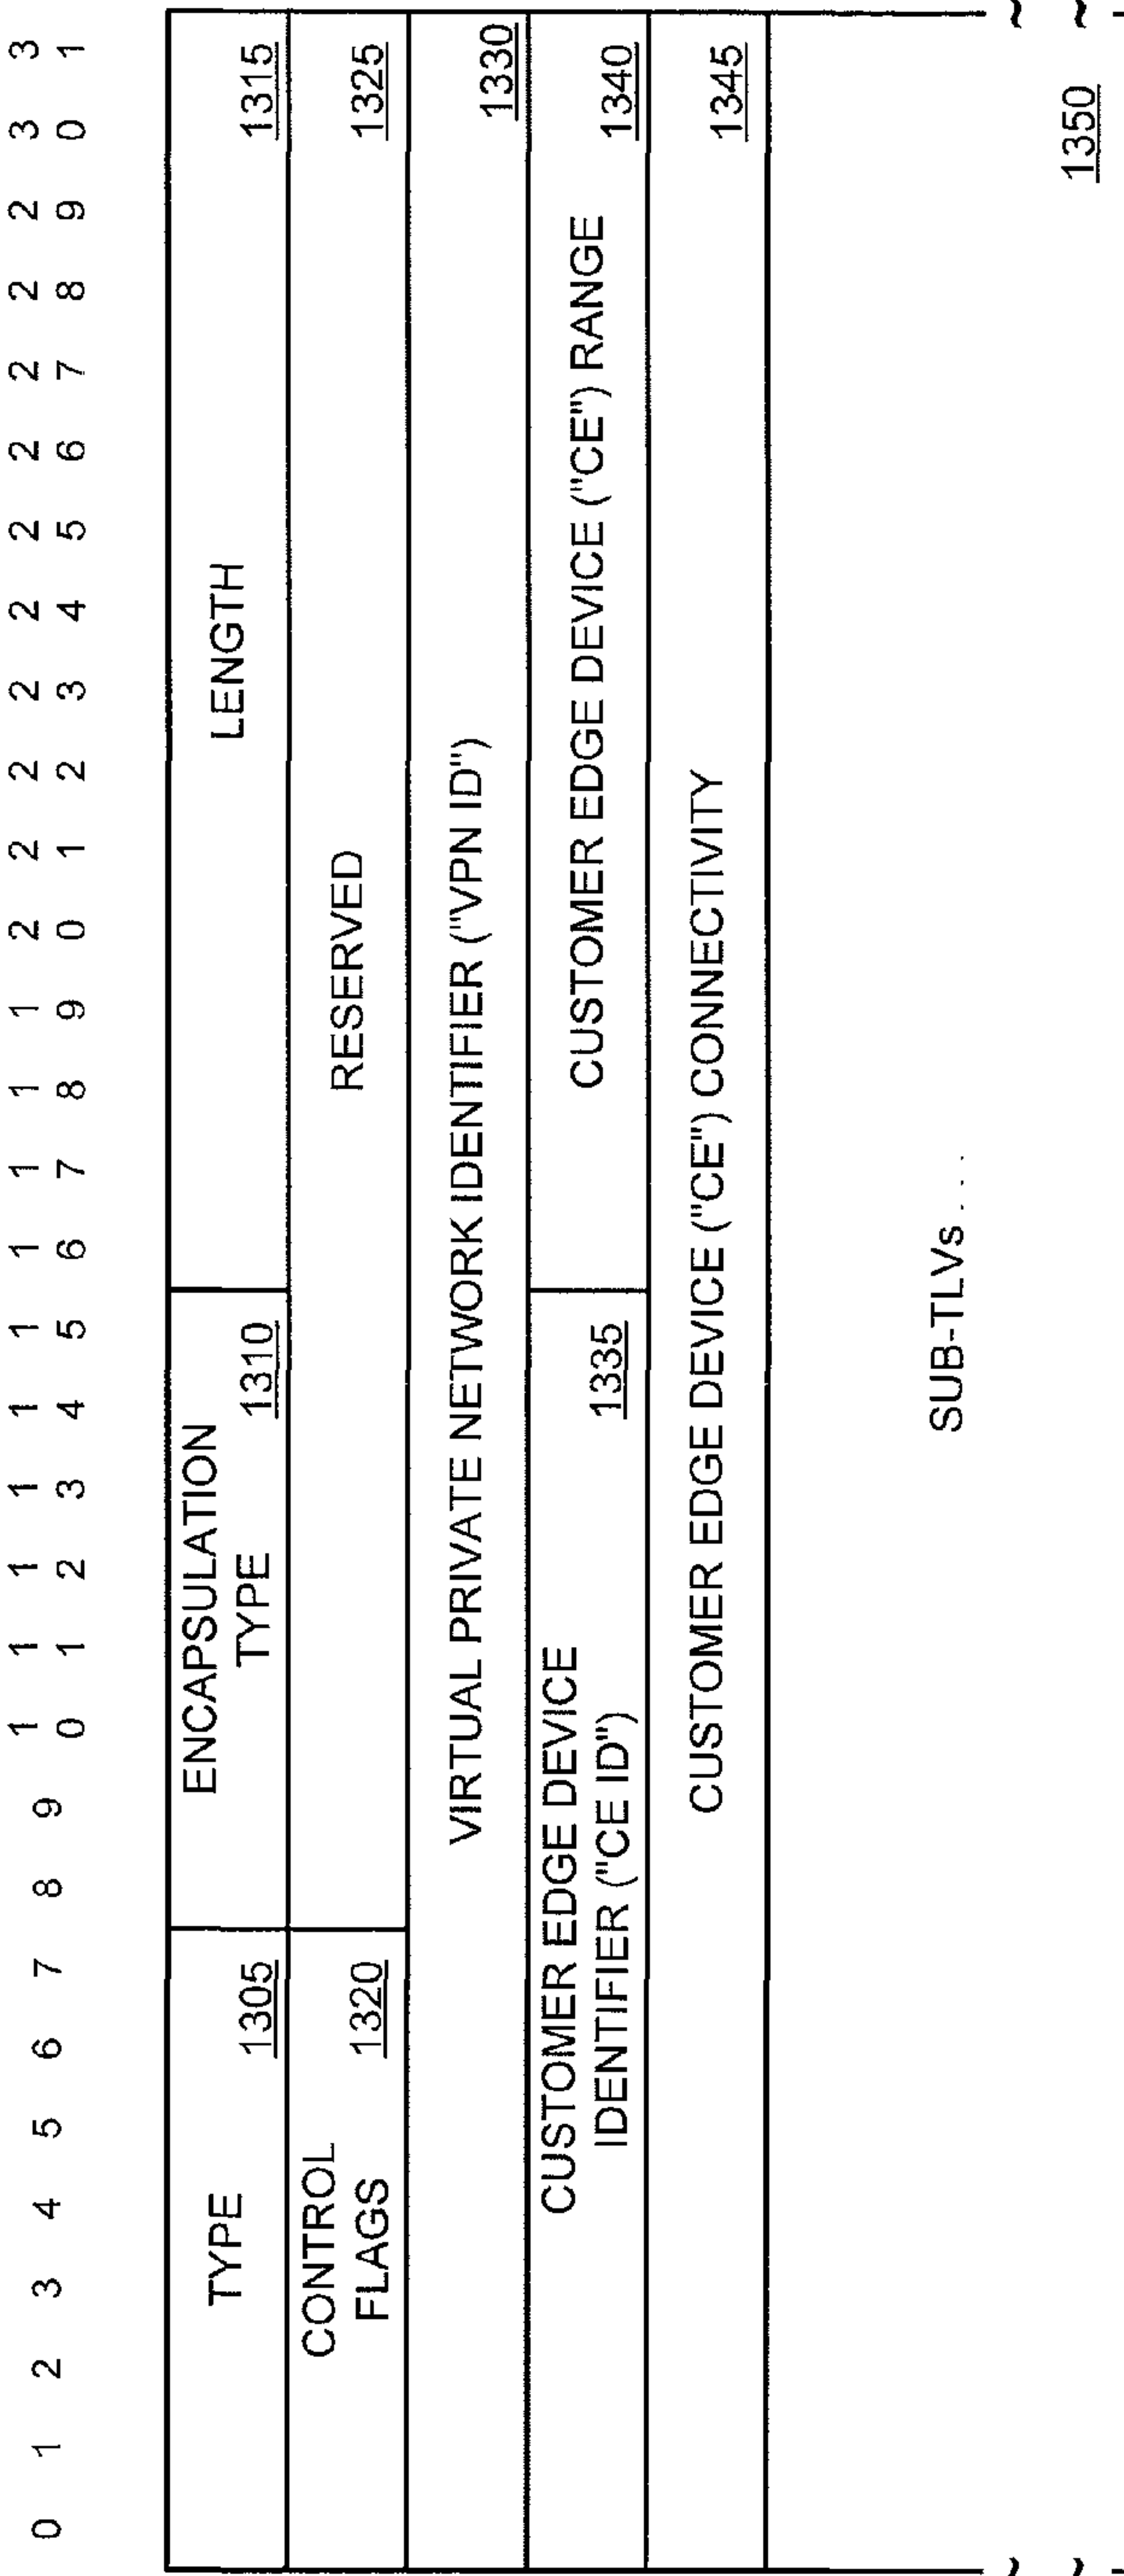 0 1 2 3 4 5 6 7 8 9 1 1 1 1 1 1 1 1 1 1 2 2 2 2 2 2 2 2 2 2 3 3
0 1 2 3 4 5 6 7 8 9 0 1 2 3 4 5 6 7 8 9 0 1
TYPE
1305
ENCAPSULATION
TYPE
1310
LENGTH
1315
CONTROL
FLAGS
1320
RESERVED
1325
VIRTUAL PRIVATE NETWORK IDENTIFIER ("VPN ID")
1330
CUSTOMER EDGE DEVICE
IDENTIFIER ("CE ID")
1335
CUSTOMER EDGE DEVICE ("CE") RANGE
1340
CUSTOMER EDGE DEVICE ("CE") CONNECTIVITY
1345
SUB-TLVs...
1350